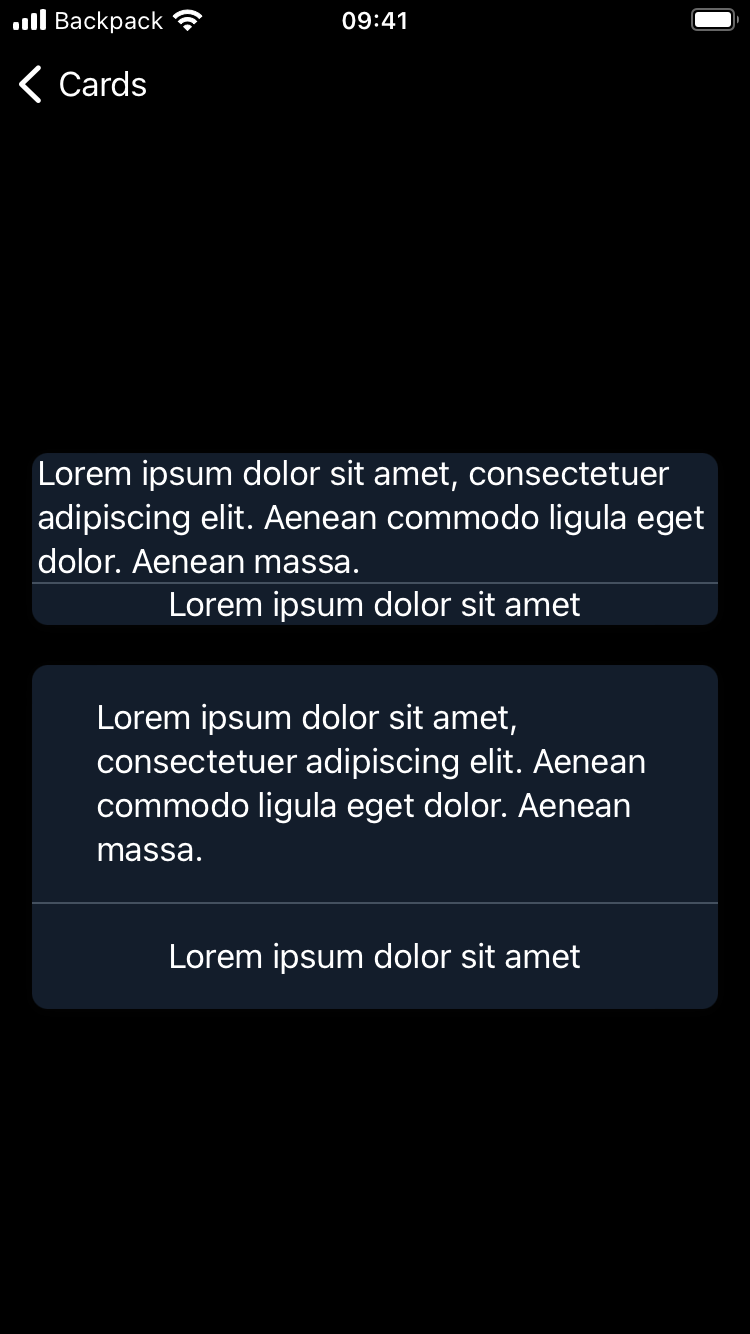 Backpack 09:41
Cards
Lorem ipsum dolor sit amet, consectetuer
adipiscing elit. Aenean commodo ligula eget
dolor. Aenean massa.
Lorem ipsum dolor sit amet
Lorem ipsum dolor sit amet,
consectetuer adipiscing elit. Aenean
commodo ligula eget dolor. Aenean
massa.
Lorem ipsum dolor sit amet